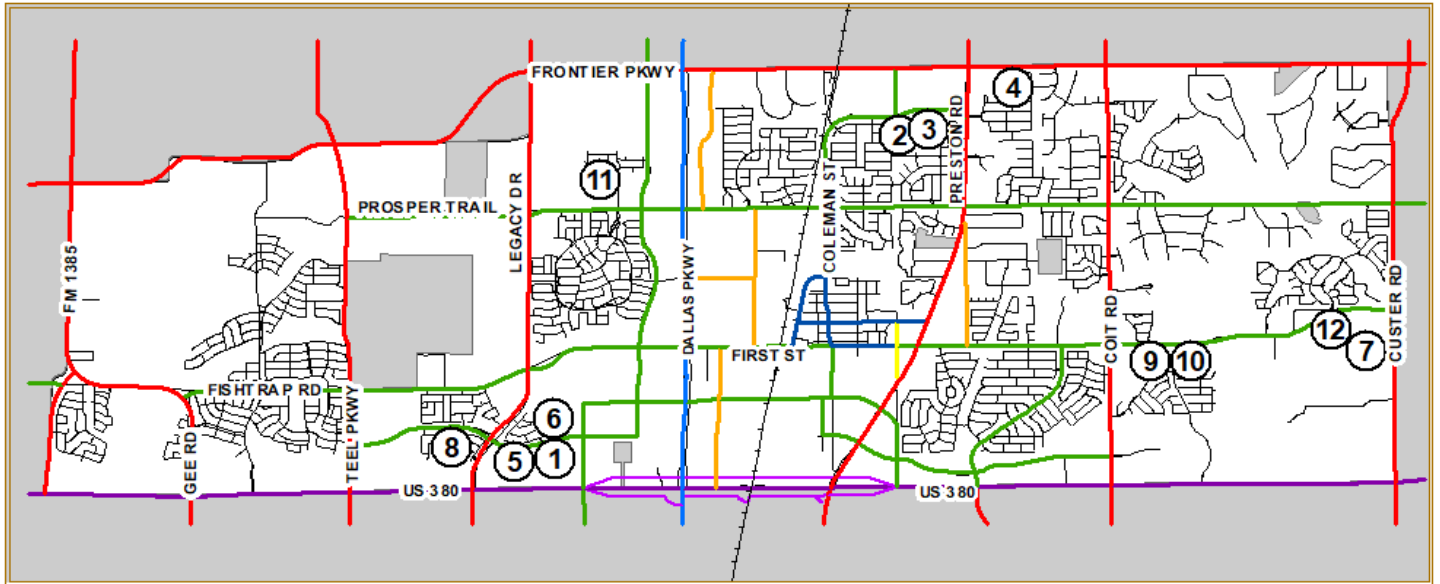 FRONTIER PKWY
4
2
3
PRESTON RD
11
COLEMAN ST
PROSPER TRAIL
LEGACY DR
FM 1385
DALLAS PKWY
COIT RD
CUSTER RD
12
FIRST ST
7
9
10
FISHTRAP RD
TEEL PKWY
6
8
5
1
GEE RD
US 380
US 380